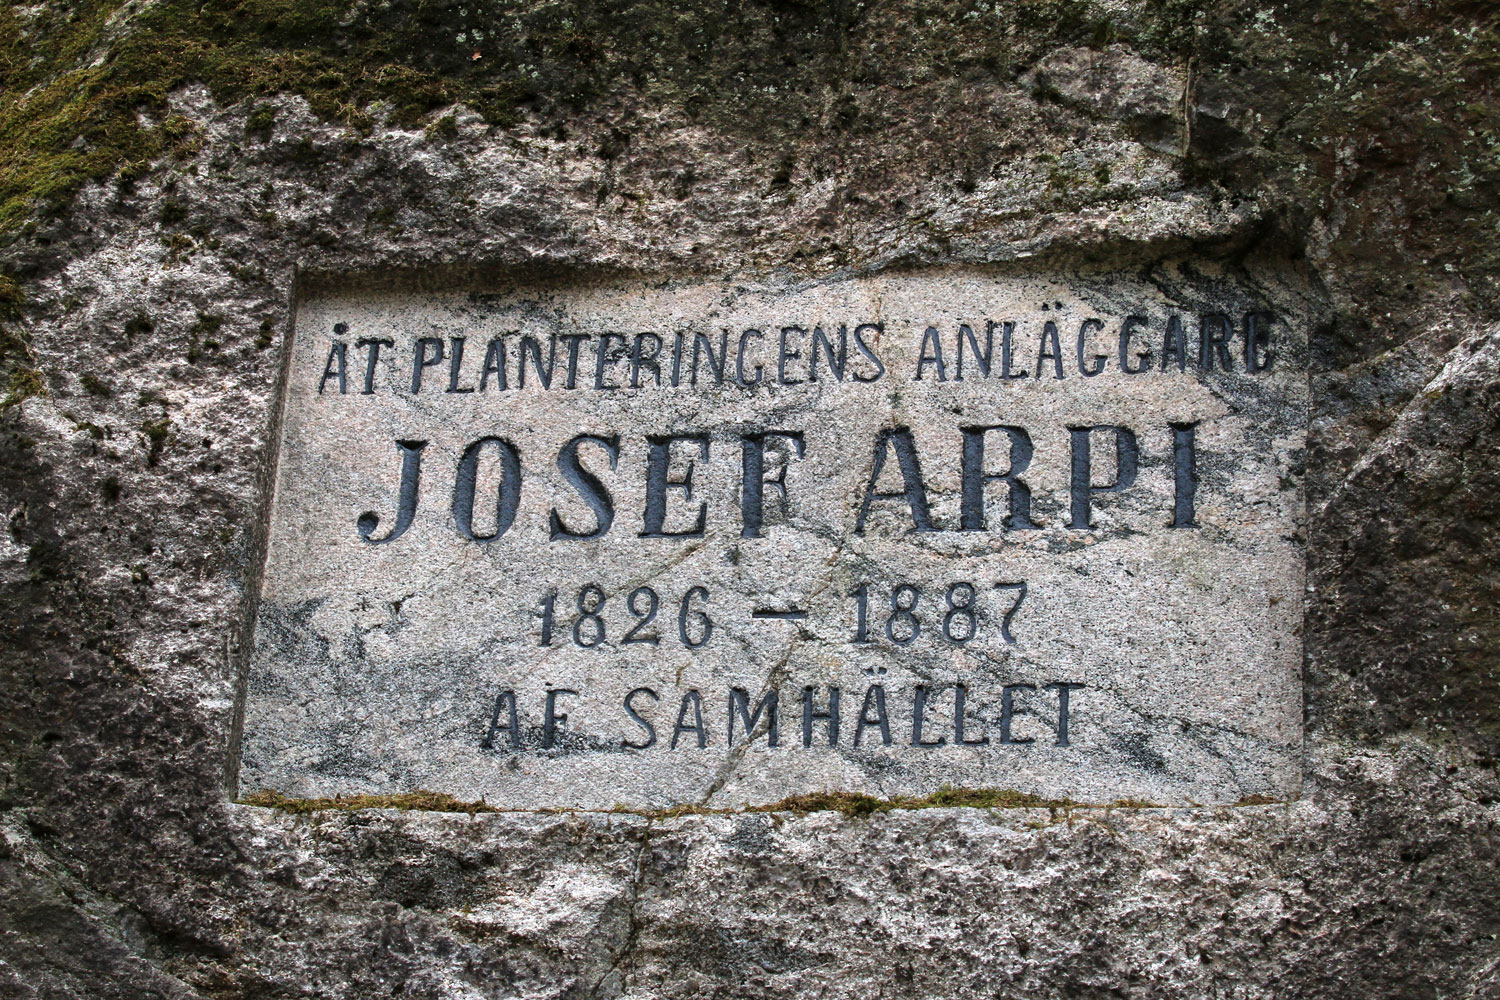 ÅT PLANTERINGENS ANLÄGGARE
JOSEF ARPI
1826 – 1887
AF SAMHÄLLET